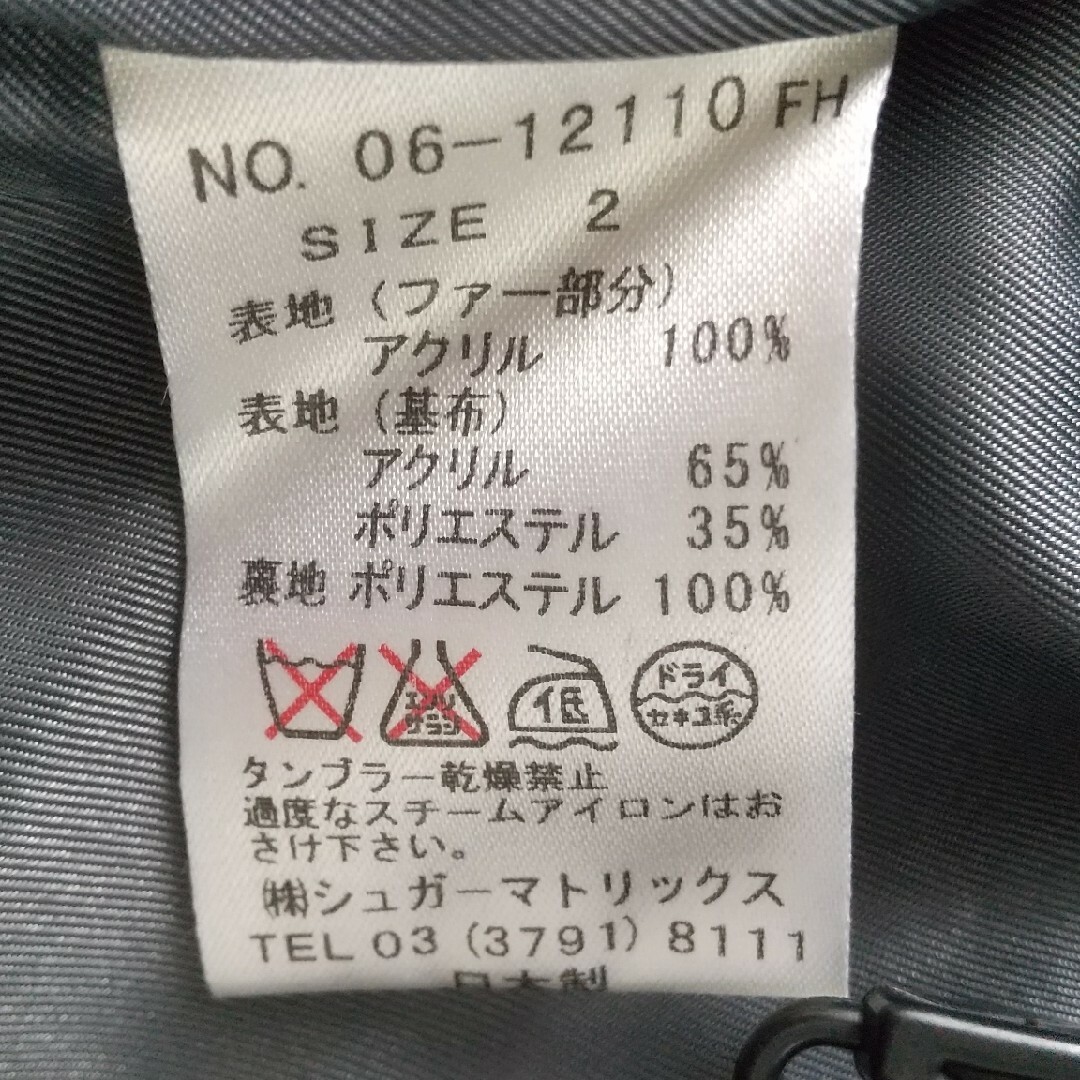 NO. 06-12110 FH
SIZE 2
表地 (ファー部分)
アクリル 100%
表地 (基布)
アクリル 65%
ポリエステル 35%
裏地 ポリエステル 100%
エンソ
サラシ
低
ドライ
セキユ系
タンブラー乾燥禁止
過度なスチームアイロンはお
さけ下さい。
㈱シュガーマトリックス
TEL 03 (3791) 8111
日本製